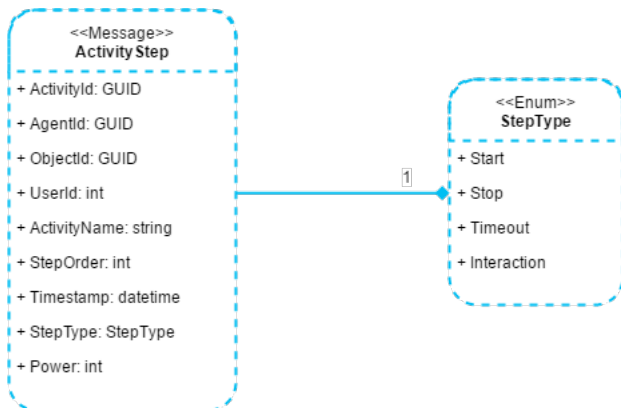 <<Message>>
ActivityStep
+ ActivityId: GUID
+ AgentId: GUID
+ ObjectId: GUID
+ UserId: int
+ ActivityName: string
+ StepOrder: int
+ Timestamp: datetime
+ StepType: StepType
+ Power: int
1
<<Enum>>
StepType
+ Start
+ Stop
+ Timeout
+ Interaction